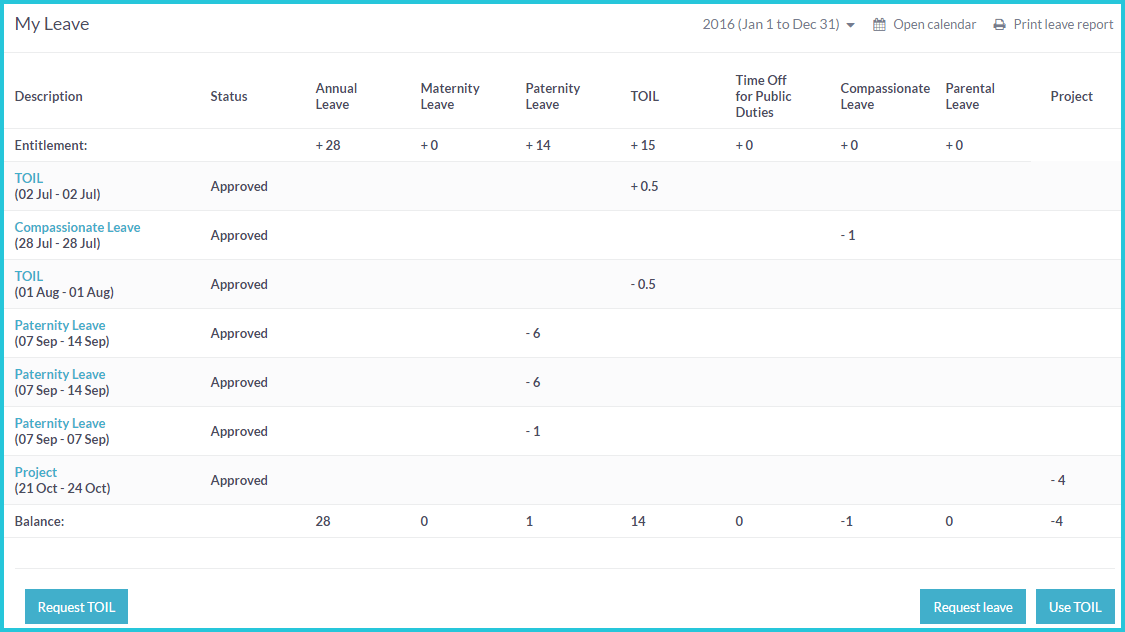 My Leave 2016 (Jan 1 to Dec 31) Open calendar Print leave report
Description Status Annual Leave Maternity Leave Paternity Leave TOIL Time Off for Public Duties Compassionate Leave Parental Leave Project
Entitlement: + 28 + 0 + 14 + 15 + 0 + 0 + 0
TOIL
(02 Jul - 02 Jul) Approved + 0.5
Compassionate Leave
(28 Jul - 28 Jul) Approved - 1
TOIL
(01 Aug - 01 Aug) Approved - 0.5
Paternity Leave
(07 Sep - 14 Sep) Approved - 6
Paternity Leave
(07 Sep - 14 Sep) Approved - 6
Paternity Leave
(07 Sep - 07 Sep) Approved - 1
Project
(21 Oct - 24 Oct) Approved - 4
Balance: 28 0 1 14 0 -1 0 -4
Request TOIL Request leave Use TOIL